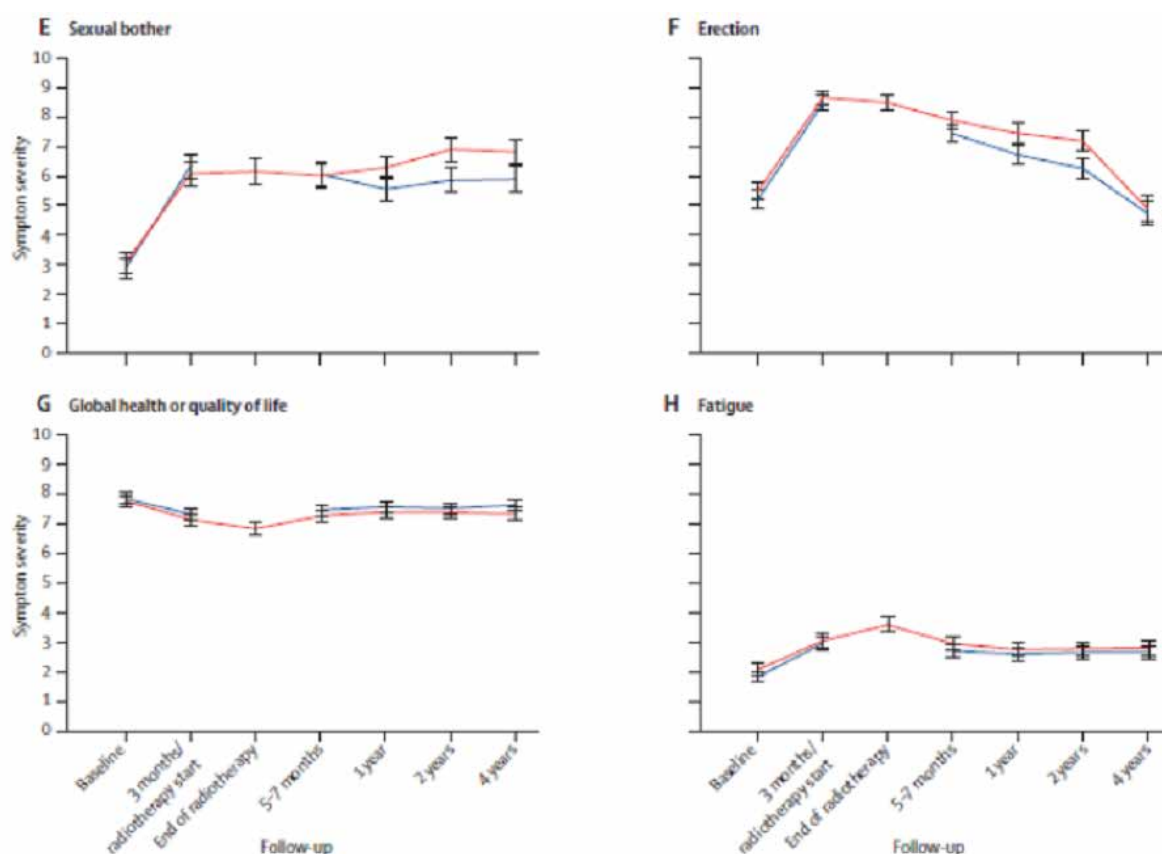 E Sexual bother
F Erection
10
9
8
7
6
5
4
3
2
1
0
Sympton severity
G Global health or quality of life
H Fatigue
10
9
8
7
6
5
4
3
2
1
0
Sympton severity
Baseline
3 months/
radiotherapy start
End of radiotherapy
5-7 months
1 year
2 years
4 years
Follow-up
Baseline
3 months/
radiotherapy start
End of radiotherapy
5-7 months
1 year
2 years
4 years
Follow-up